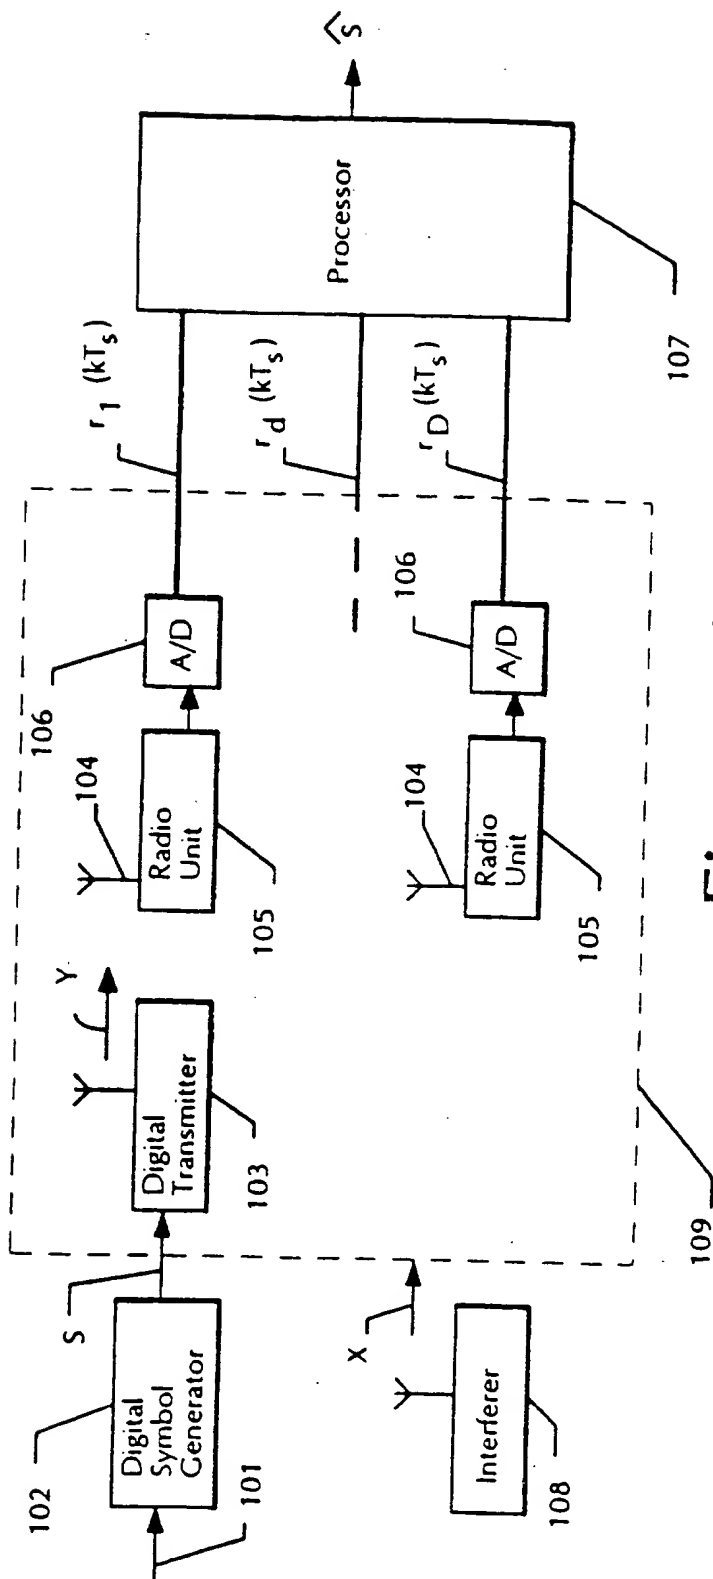 101
102
Digital
Symbol
Generator
S
Digital
Transmitter
103
Y
104
Radio
Unit
105
106
A/D
r1 (kTs)
rd (kTs)
104
Radio
Unit
105
106
A/D
rD (kTs)
Processor
107
Ŝ
X
Interferer
108
109